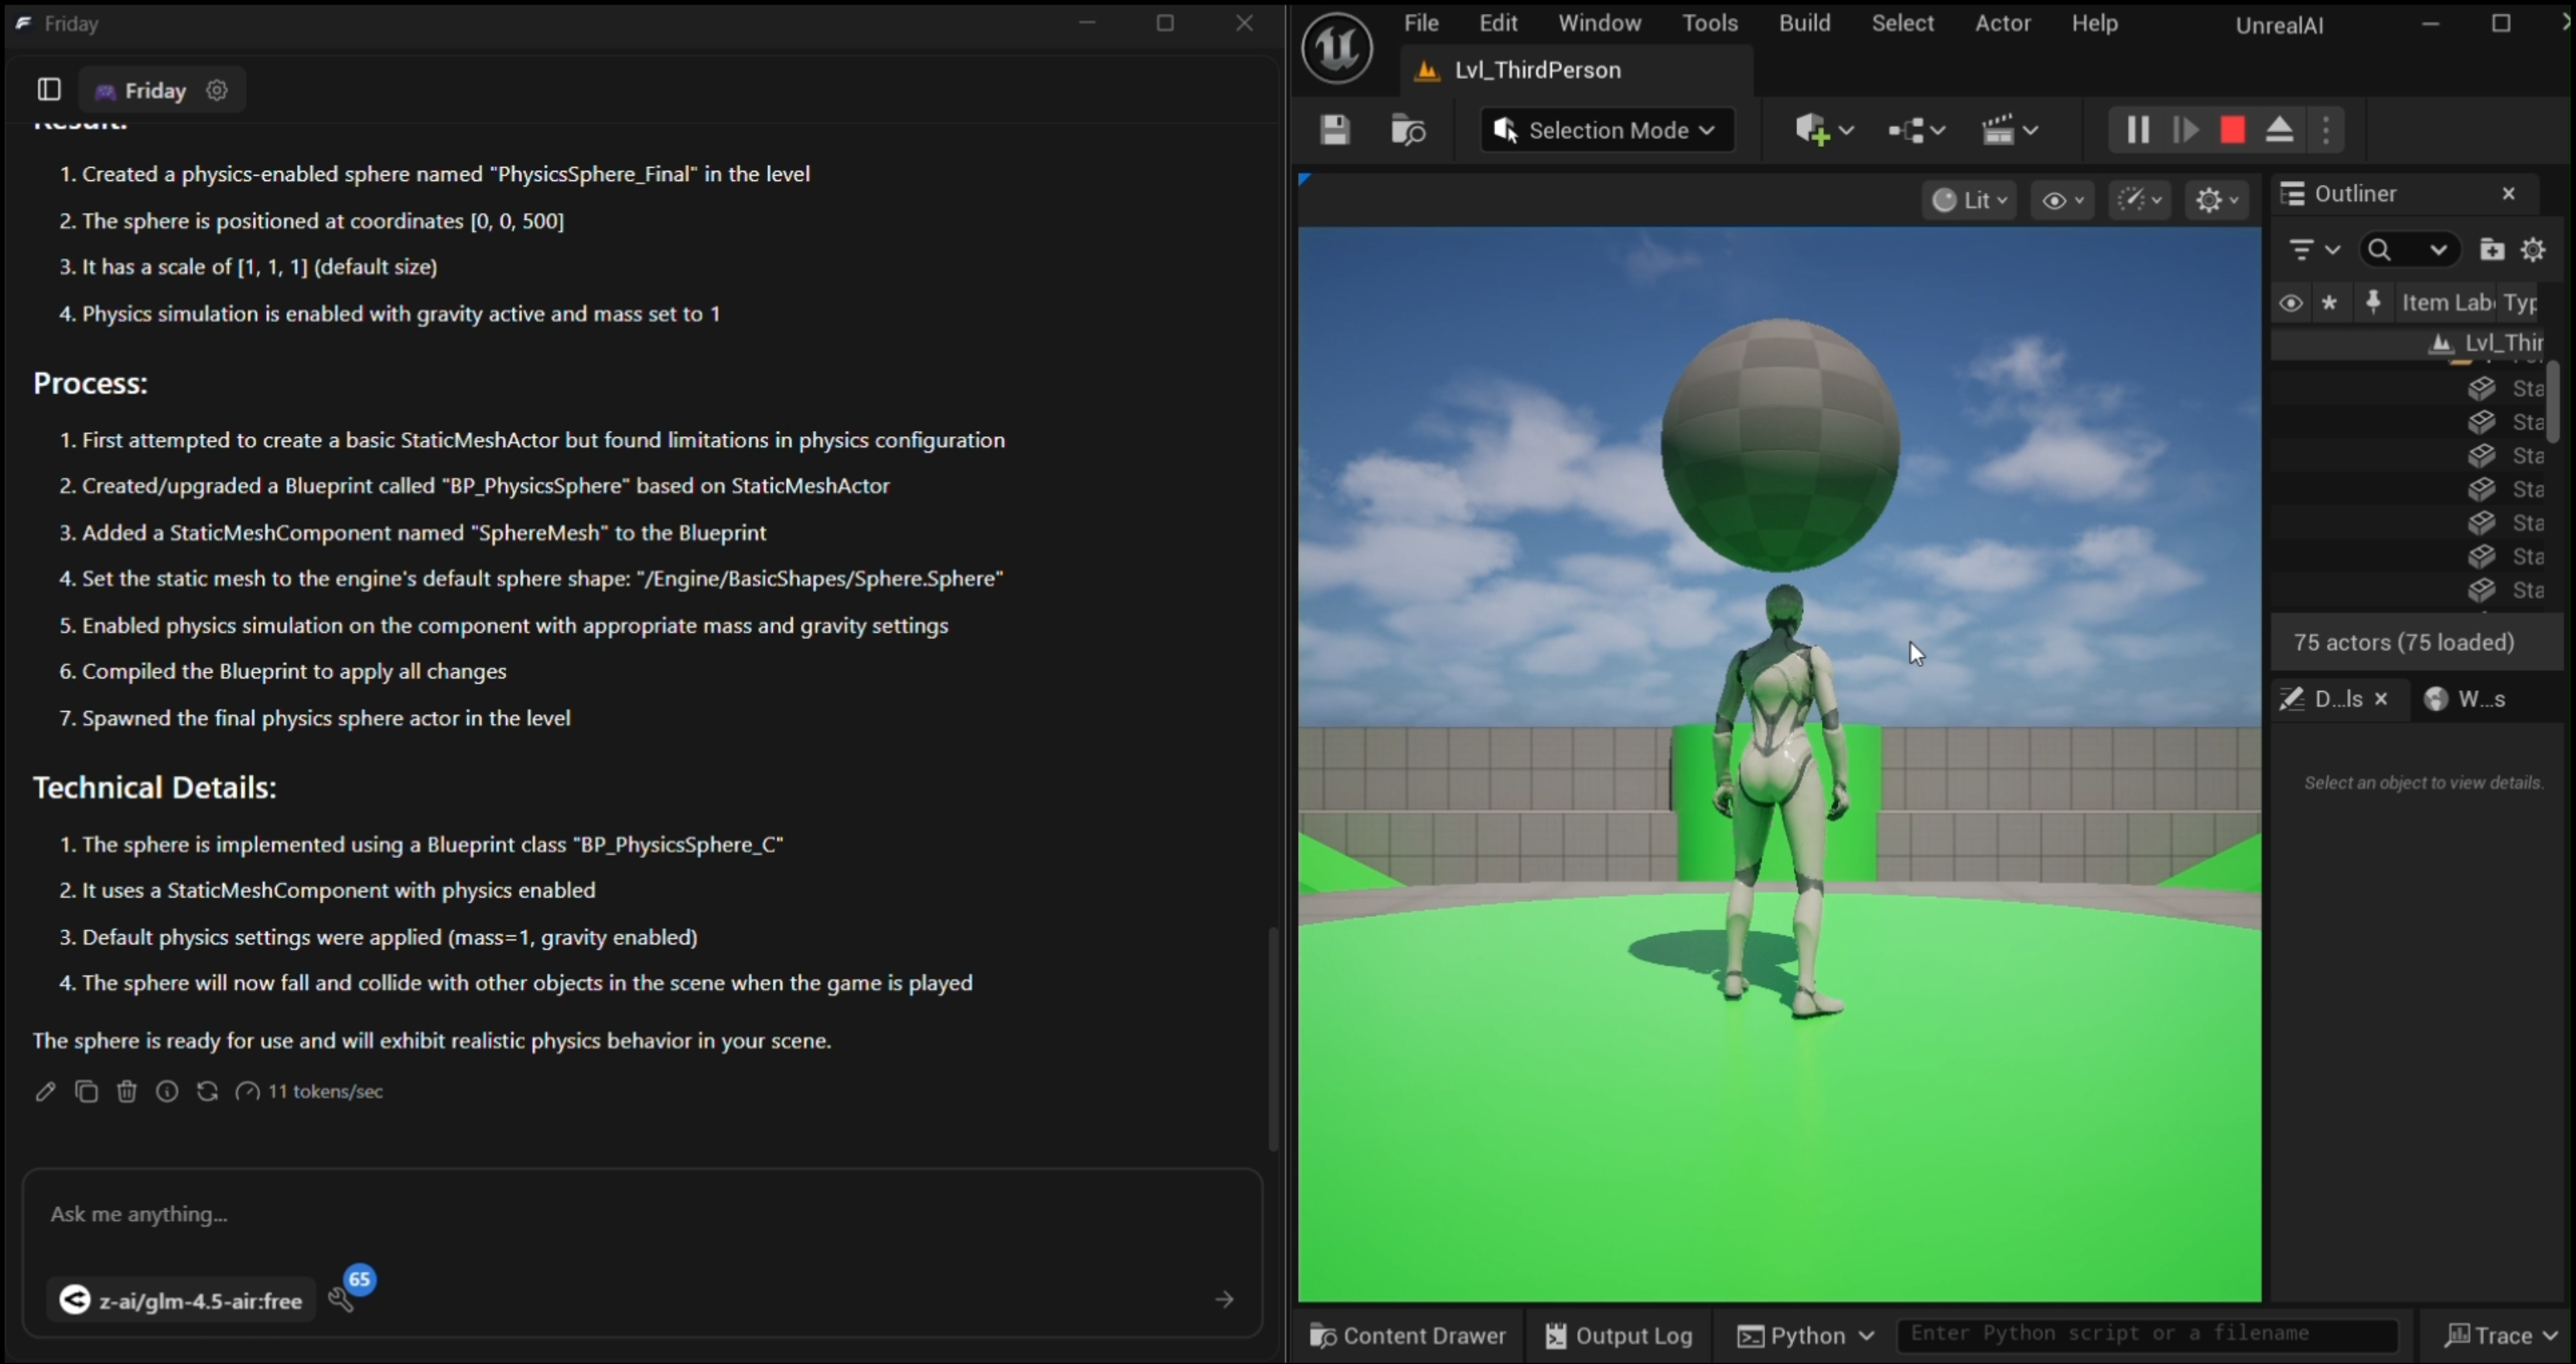 Friday
Friday
Result:
1. Created a physics-enabled sphere named "PhysicsSphere_Final" in the level
2. The sphere is positioned at coordinates [0, 0, 500]
3. It has a scale of [1, 1, 1] (default size)
4. Physics simulation is enabled with gravity active and mass set to 1
Process:
1. First attempted to create a basic StaticMeshActor but found limitations in physics configuration
2. Created/upgraded a Blueprint called "BP_PhysicsSphere" based on StaticMeshActor
3. Added a StaticMeshComponent named "SphereMesh" to the Blueprint
4. Set the static mesh to the engine's default sphere shape: "/Engine/BasicShapes/Sphere.Sphere"
5. Enabled physics simulation on the component with appropriate mass and gravity settings
6. Compiled the Blueprint to apply all changes
7. Spawned the final physics sphere actor in the level
Technical Details:
1. The sphere is implemented using a Blueprint class "BP_PhysicsSphere_C"
2. It uses a StaticMeshComponent with physics enabled
3. Default physics settings were applied (mass=1, gravity enabled)
4. The sphere will now fall and collide with other objects in the scene when the game is played
The sphere is ready for use and will exhibit realistic physics behavior in your scene.
11 tokens/sec
Ask me anything...
65
z-ai/glm-4.5-air:free
File Edit Window Tools Build Select Actor Help UnrealAI
Lvl_ThirdPerson
Selection Mode
Lit
Outliner
Item Lab Typ
Lvl_Thir
Sta
Sta
Sta
Sta
Sta
Sta
Sta
75 actors (75 loaded)
D...ls W...s
Select an object to view details.
Content Drawer Output Log Python Enter Python script or a filename Trace